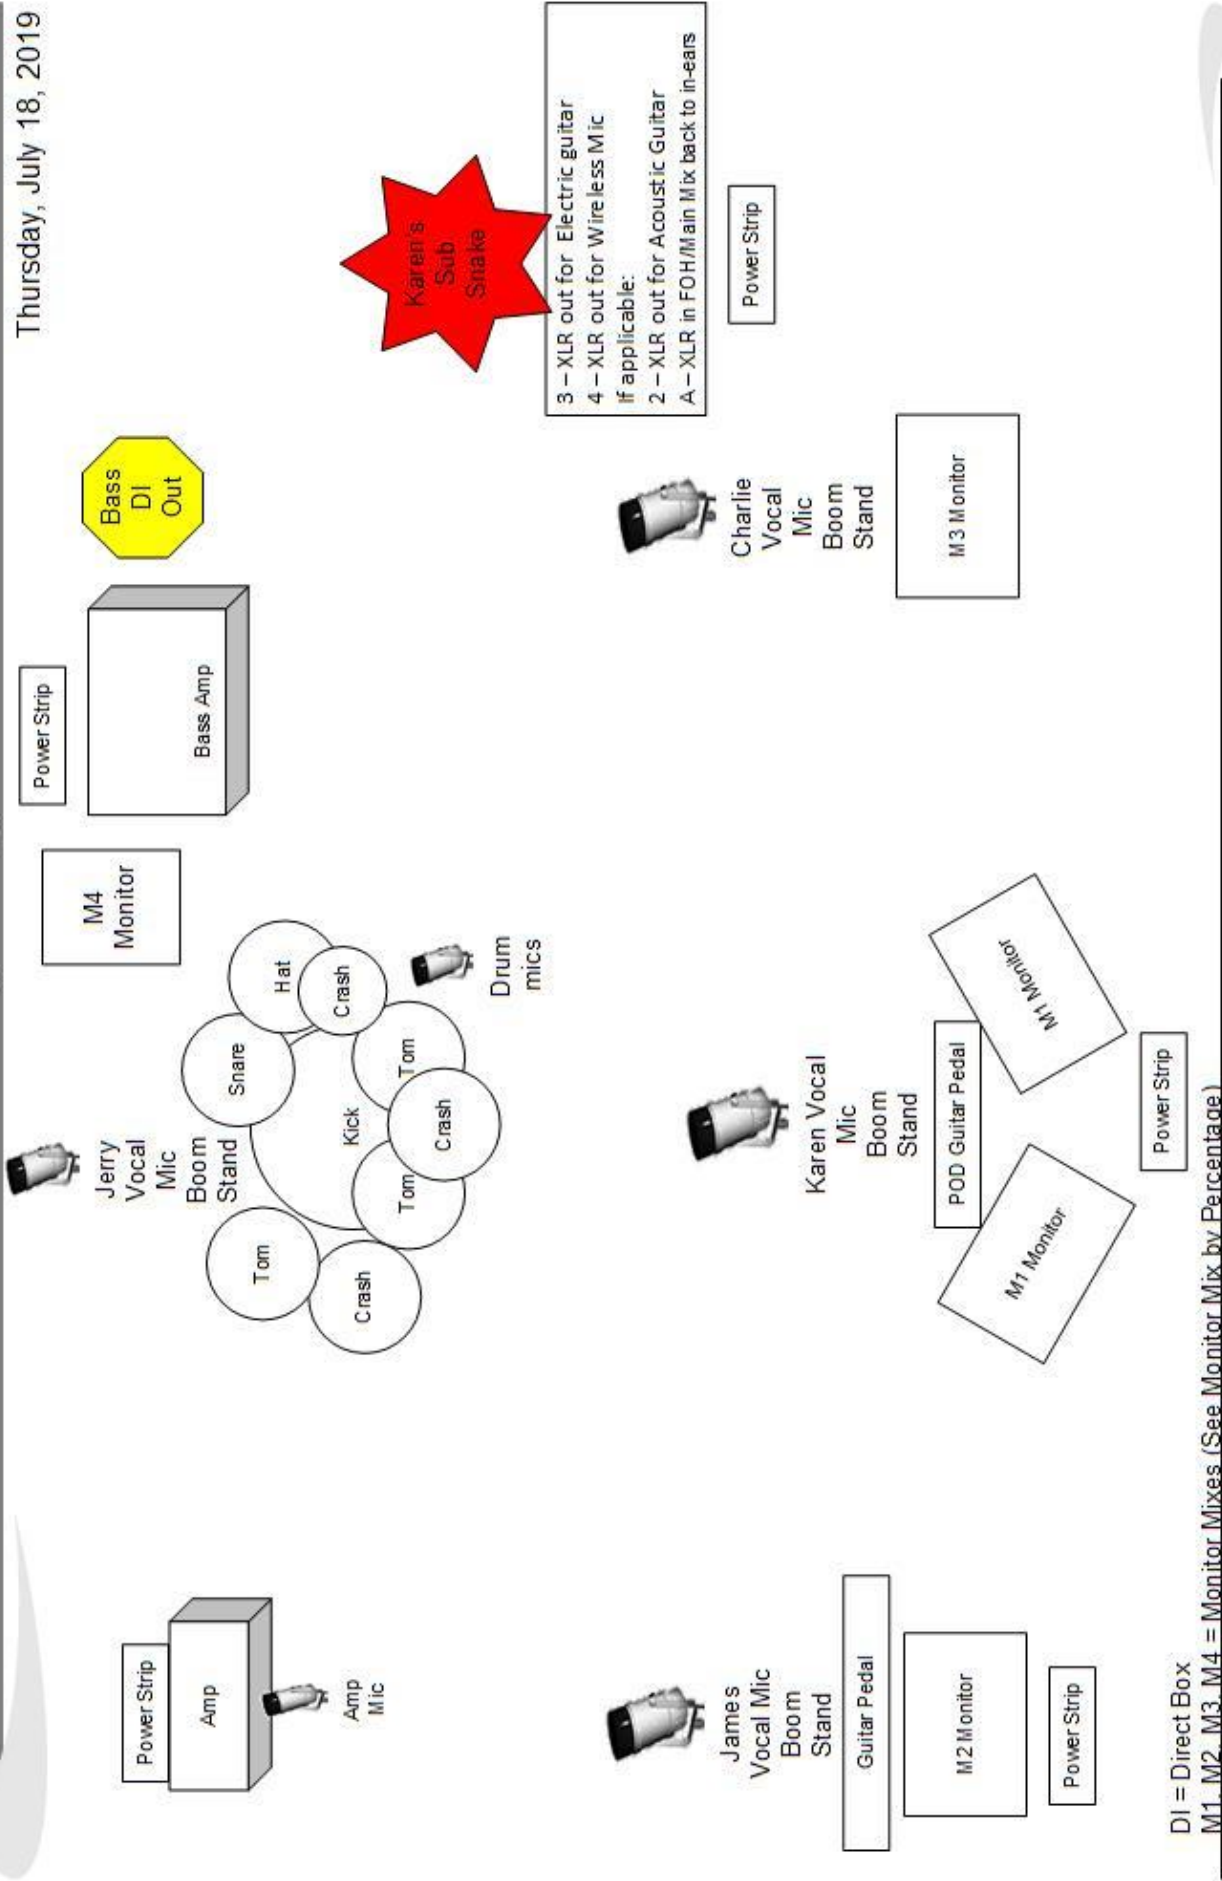 Thursday, July 18, 2019
Power Strip
Amp
Amp
Mic
Jerry
Vocal
Mic
Boom
Stand
Tom
Crash
Snare
Kick
Tom
Tom
Crash
Hat
Crash
Drum
mics
M4
Monitor
Power Strip
Bass Amp
Bass
DI
Out
Karen's
Sub
Snake
3 – XLR out for Electric guitar
4 – XLR out for Wireless Mic
If applicable:
2 – XLR out for Acoustic Guitar
A – XLR in FOH/Main Mix back to in-ears
Power Strip
James
Vocal Mic
Boom
Stand
Guitar Pedal
M2 Monitor
Power Strip
Karen Vocal
Mic
Boom
Stand
POD Guitar Pedal
M1 Monitor
M1 Monitor
Power Strip
Charlie
Vocal
Mic
Boom
Stand
M3 Monitor
DI = Direct Box
M1, M2, M3, M4 = Monitor Mixes (See Monitor Mix by Percentage)